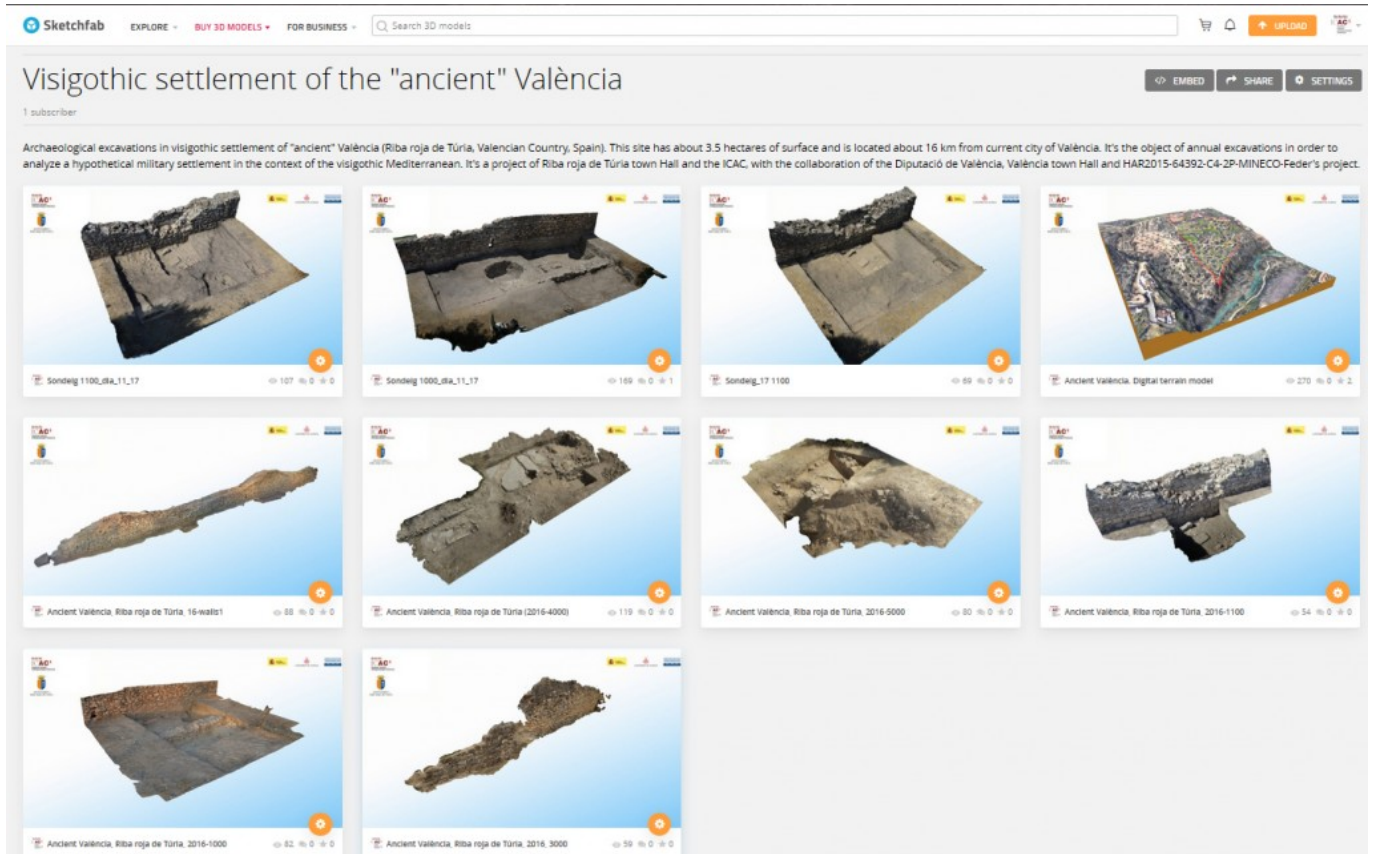 Sketchfab
EXPLORE
BUY 3D MODELS
FOR BUSINESS
Search 3D models
UPLOAD
Visigothic settlement of the "ancient" València
EMBED
SHARE
SETTINGS
1 subscriber
Archaeological excavations in visigothic settlement of "ancient" València (Riba roja de Túria, Valencian Country, Spain). This site has about 3.5 hectares of surface and is located about 16 km from current city of València. It's the object of annual excavations in order to
analyze a hypothetical military settlement in the context of the visigothic Mediterranean. It's a project of Riba roja de Túria town Hall and the ICAC, with the collaboration of the Diputació de València, València town Hall and HAR2015-64392-C4-2P-MINECO-Feder's project.
Sondeig 1100_dia_11_17
107 0 0
Sondeig 1000_dia_11_17
169 0 1
Sondeig_17 1100
69 0 0
Ancient València. Digital terrain model
270 0 2
Ancient València, Riba roja de Túria, 16-walls1
88 0 0
Ancient València, Riba roja de Túria (2016-4000)
119 0 0
Ancient València, Riba roja de Túria, 2016-5000
80 0 0
Ancient València, Riba roja de Túria, 2016-1100
54 0 0
Ancient València, Riba roja de Túria, 2016-1000
82 0 0
Ancient València, Riba roja de Túria, 2016_3000
59 0 0